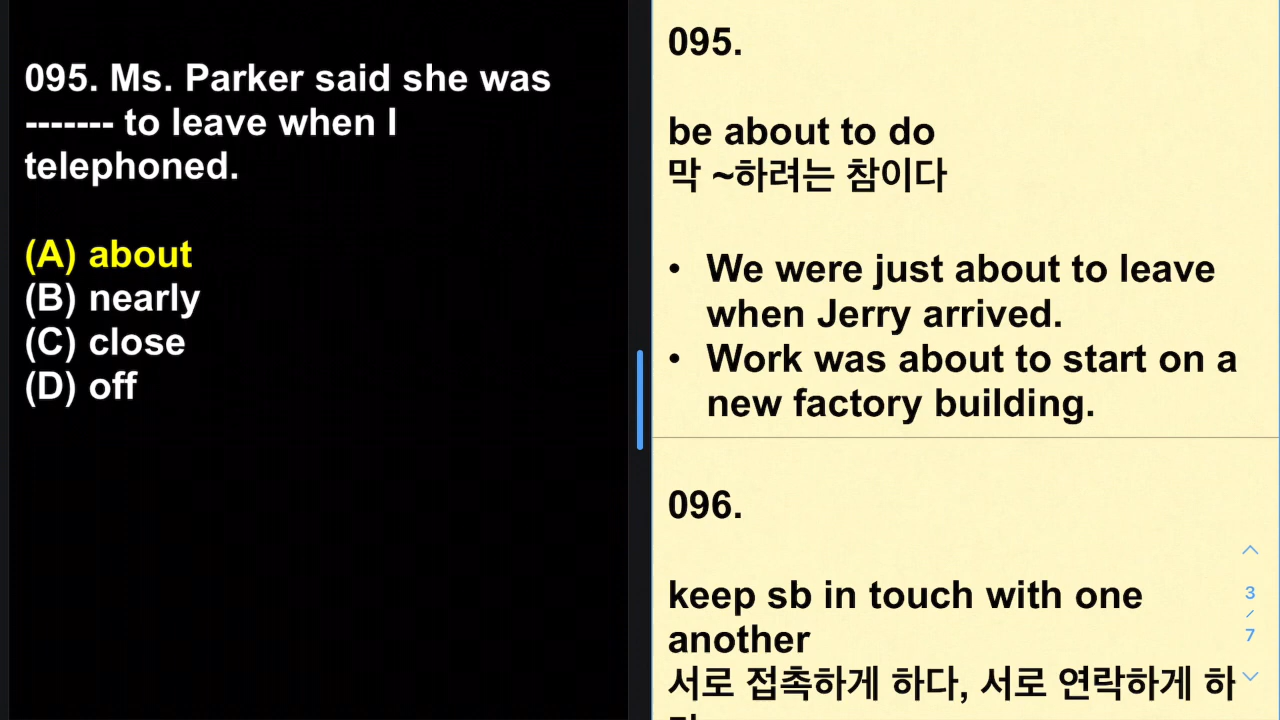 095. Ms. Parker said she was
------- to leave when I
telephoned.
(A) about
(B) nearly
(C) close
(D) off
095.
be about to do
막 ~하려는 참이다
• We were just about to leave
when Jerry arrived.
• Work was about to start on a
new factory building.
096.
keep sb in touch with one
another
서로 접촉하게 하다, 서로 연락하게 하
3
/
7